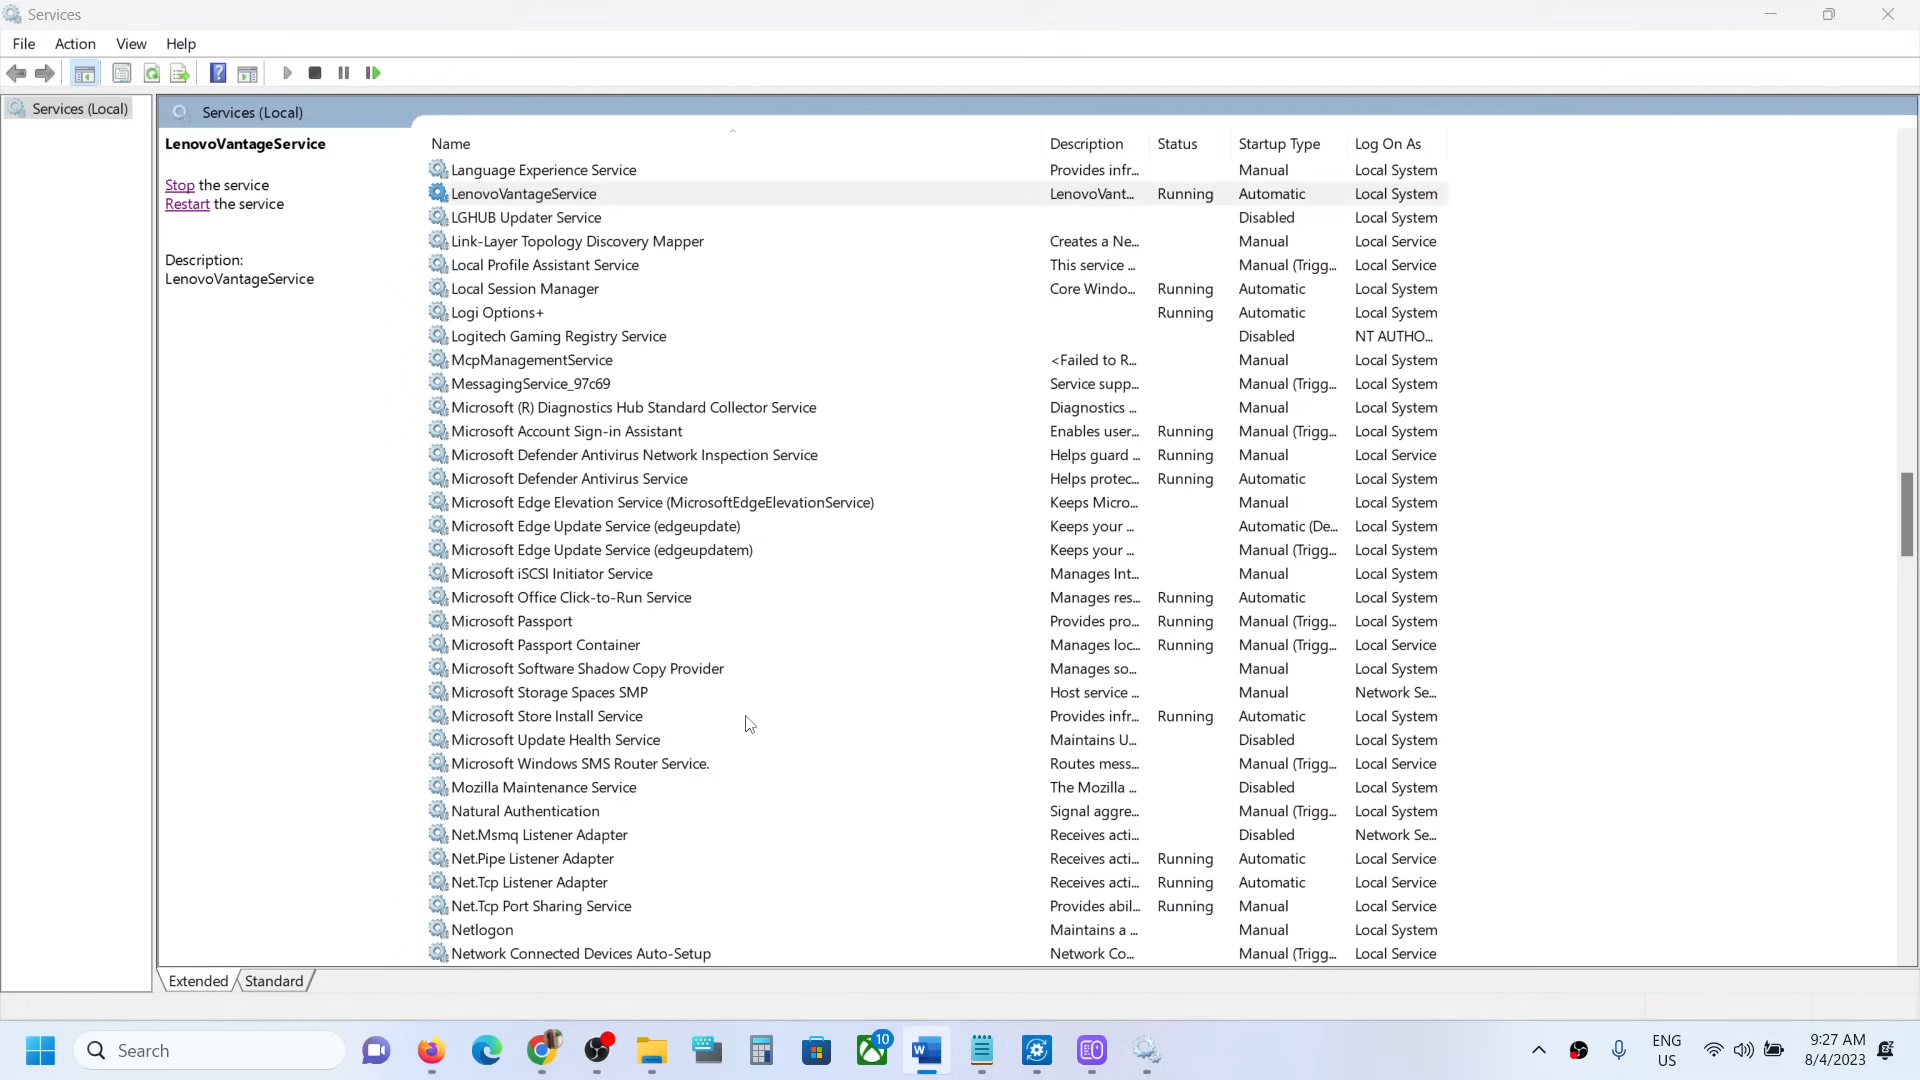 Services
File Action View Help
Services (Local)
Services (Local)
LenovoVantageService
Stop the service
Restart the service
Description:
LenovoVantageService
Name Description Status Startup Type Log On As
Language Experience Service Provides infr... Manual Local System
LenovoVantageService LenovoVant... Running Automatic Local System
LGHUB Updater Service Disabled Local System
Link-Layer Topology Discovery Mapper Creates a Ne... Manual Local Service
Local Profile Assistant Service This service ... Manual (Trigg... Local Service
Local Session Manager Core Windo... Running Automatic Local System
Logi Options+ Running Automatic Local System
Logitech Gaming Registry Service Disabled NT AUTHO...
McpManagementService <Failed to R... Manual Local System
MessagingService_97c69 Service supp... Manual (Trigg... Local System
Microsoft (R) Diagnostics Hub Standard Collector Service Diagnostics ... Manual Local System
Microsoft Account Sign-in Assistant Enables user... Running Manual (Trigg... Local System
Microsoft Defender Antivirus Network Inspection Service Helps guard ... Running Manual Local Service
Microsoft Defender Antivirus Service Helps protec... Running Automatic Local System
Microsoft Edge Elevation Service (MicrosoftEdgeElevationService) Keeps Micro... Manual Local System
Microsoft Edge Update Service (edgeupdate) Keeps your ... Automatic (De... Local System
Microsoft Edge Update Service (edgeupdatem) Keeps your ... Manual (Trigg... Local System
Microsoft iSCSI Initiator Service Manages Int... Manual Local System
Microsoft Office Click-to-Run Service Manages res... Running Automatic Local System
Microsoft Passport Provides pro... Running Manual (Trigg... Local System
Microsoft Passport Container Manages loc... Running Manual (Trigg... Local Service
Microsoft Software Shadow Copy Provider Manages so... Manual Local System
Microsoft Storage Spaces SMP Host service ... Manual Network Se...
Microsoft Store Install Service Provides infr... Running Automatic Local System
Microsoft Update Health Service Maintains U... Disabled Local System
Microsoft Windows SMS Router Service. Routes mess... Manual (Trigg... Local Service
Mozilla Maintenance Service The Mozilla ... Disabled Local System
Natural Authentication Signal aggre... Manual (Trigg... Local System
Net.Msmq Listener Adapter Receives acti... Disabled Network Se...
Net.Pipe Listener Adapter Receives acti... Running Automatic Local Service
Net.Tcp Listener Adapter Receives acti... Running Automatic Local Service
Net.Tcp Port Sharing Service Provides abil... Running Manual Local Service
Netlogon Maintains a ... Manual Local System
Network Connected Devices Auto-Setup Network Co... Manual (Trigg... Local Service
Extended Standard
Search 10 ENG 9:27 AM
US 8/4/2023